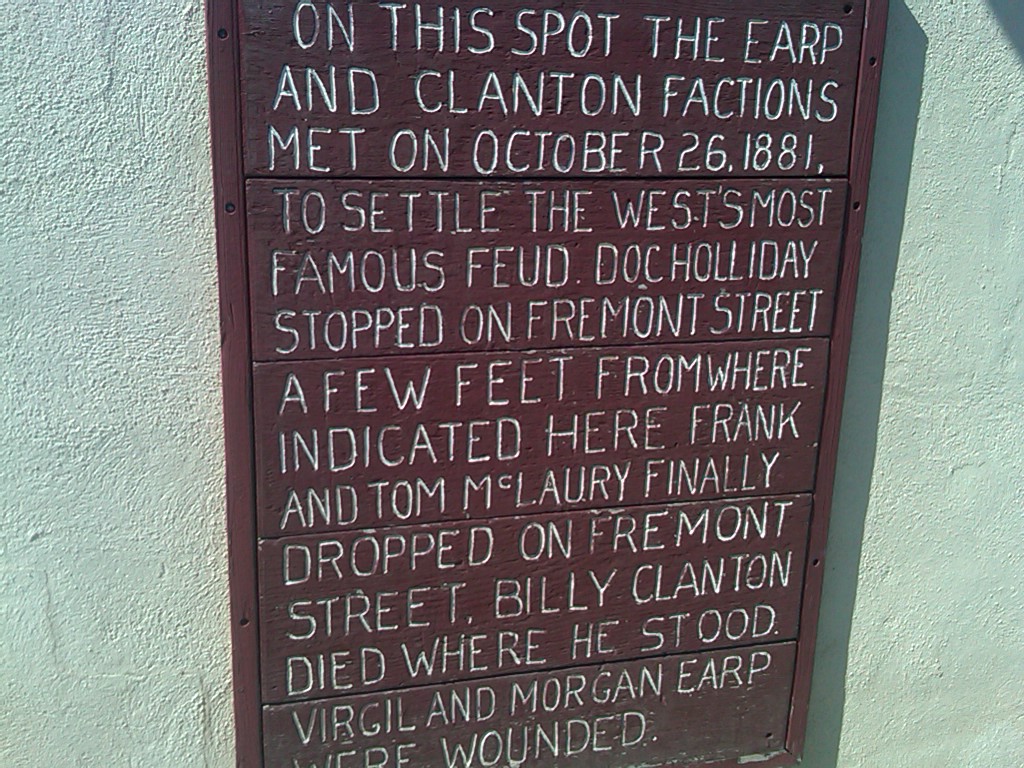 ON THIS SPOT THE EARP
AND CLANTON FACTIONS
MET ON OCTOBER 26, 1881,
TO SETTLE THE WEST'S MOST
FAMOUS FEUD. DOC HOLLIDAY
STOPPED ON FREMONT STREET
A FEW FEET FROM WHERE
INDICATED HERE FRANK
AND TOM McLAURY FINALLY
DROPPED ON FREMONT
STREET. BILLY CLANTON
DIED WHERE HE STOOD.
VIRGIL AND MORGAN EARP
WERE WOUNDED.